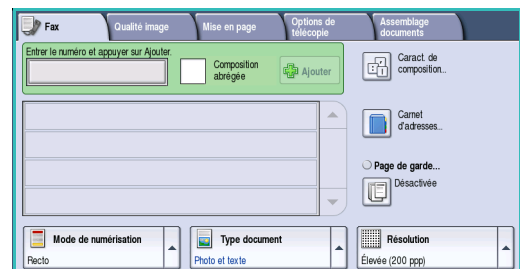 Fax
Qualité image
Mise en page
Options de
télécopie
Assemblage
documents
Entrer le numéro et appuyer sur Ajouter.
Composition
abrégée
Ajouter
Caract. de
composition...
Carnet
d'adresses...
Page de garde...
Désactivée
Mode de numérisation
Recto
Type document
Photo et texte
Résolution
Élevée (200 ppp)